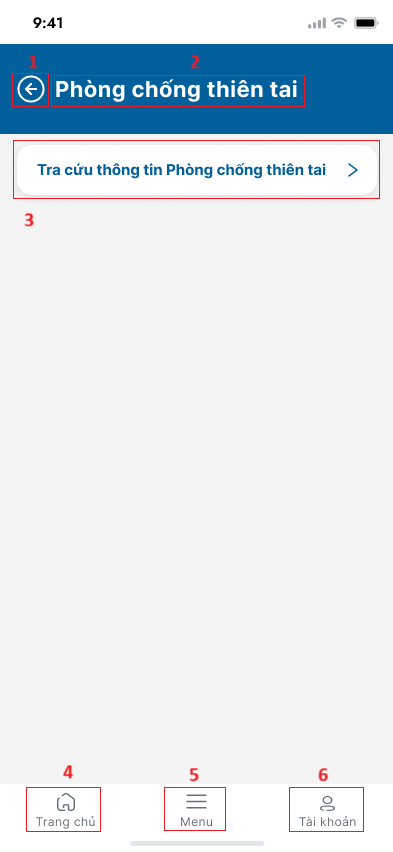 9:41
1
2
Phòng chống thiên tai
Tra cứu thông tin Phòng chống thiên tai
3
4
5
6
Trang chủ
Menu
Tài khoản